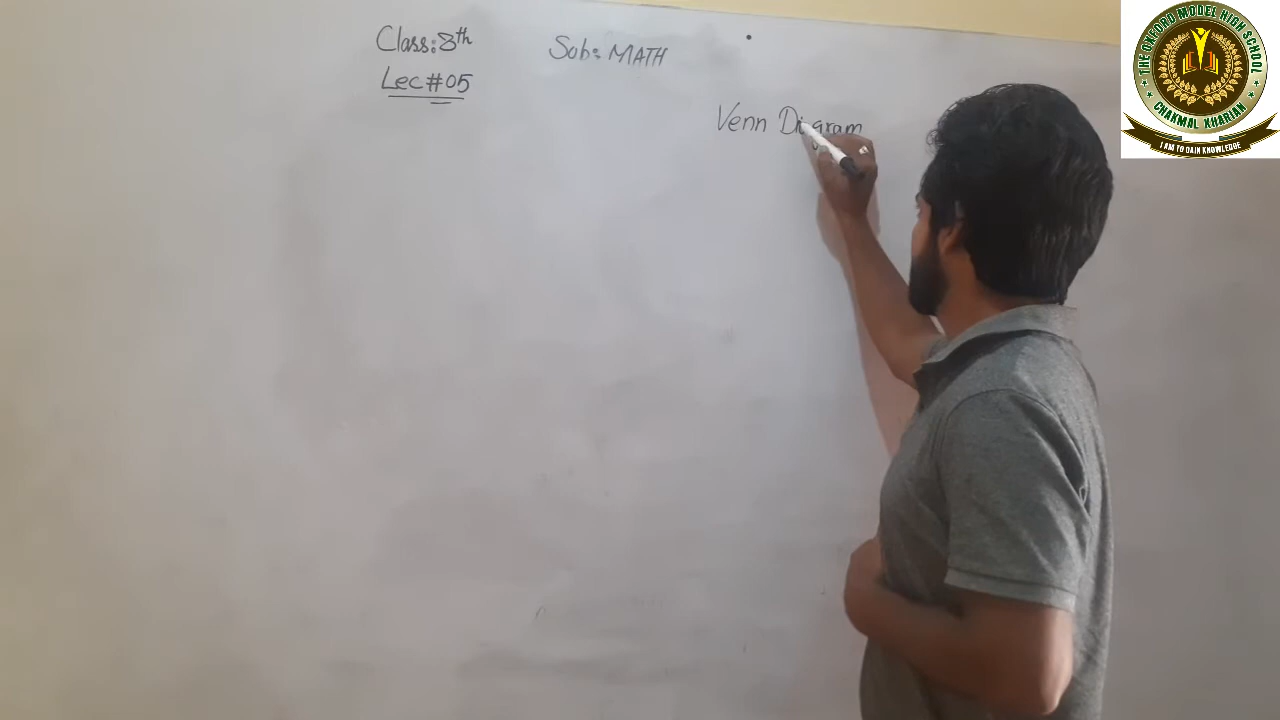 Class: 8th
Sub: MATH
Lec # 05
Venn Diagram
THE OXFORD MODEL HIGH SCHOOL
CHAKMAL KHARIAN
I AM TO GAIN KNOWLEDGE